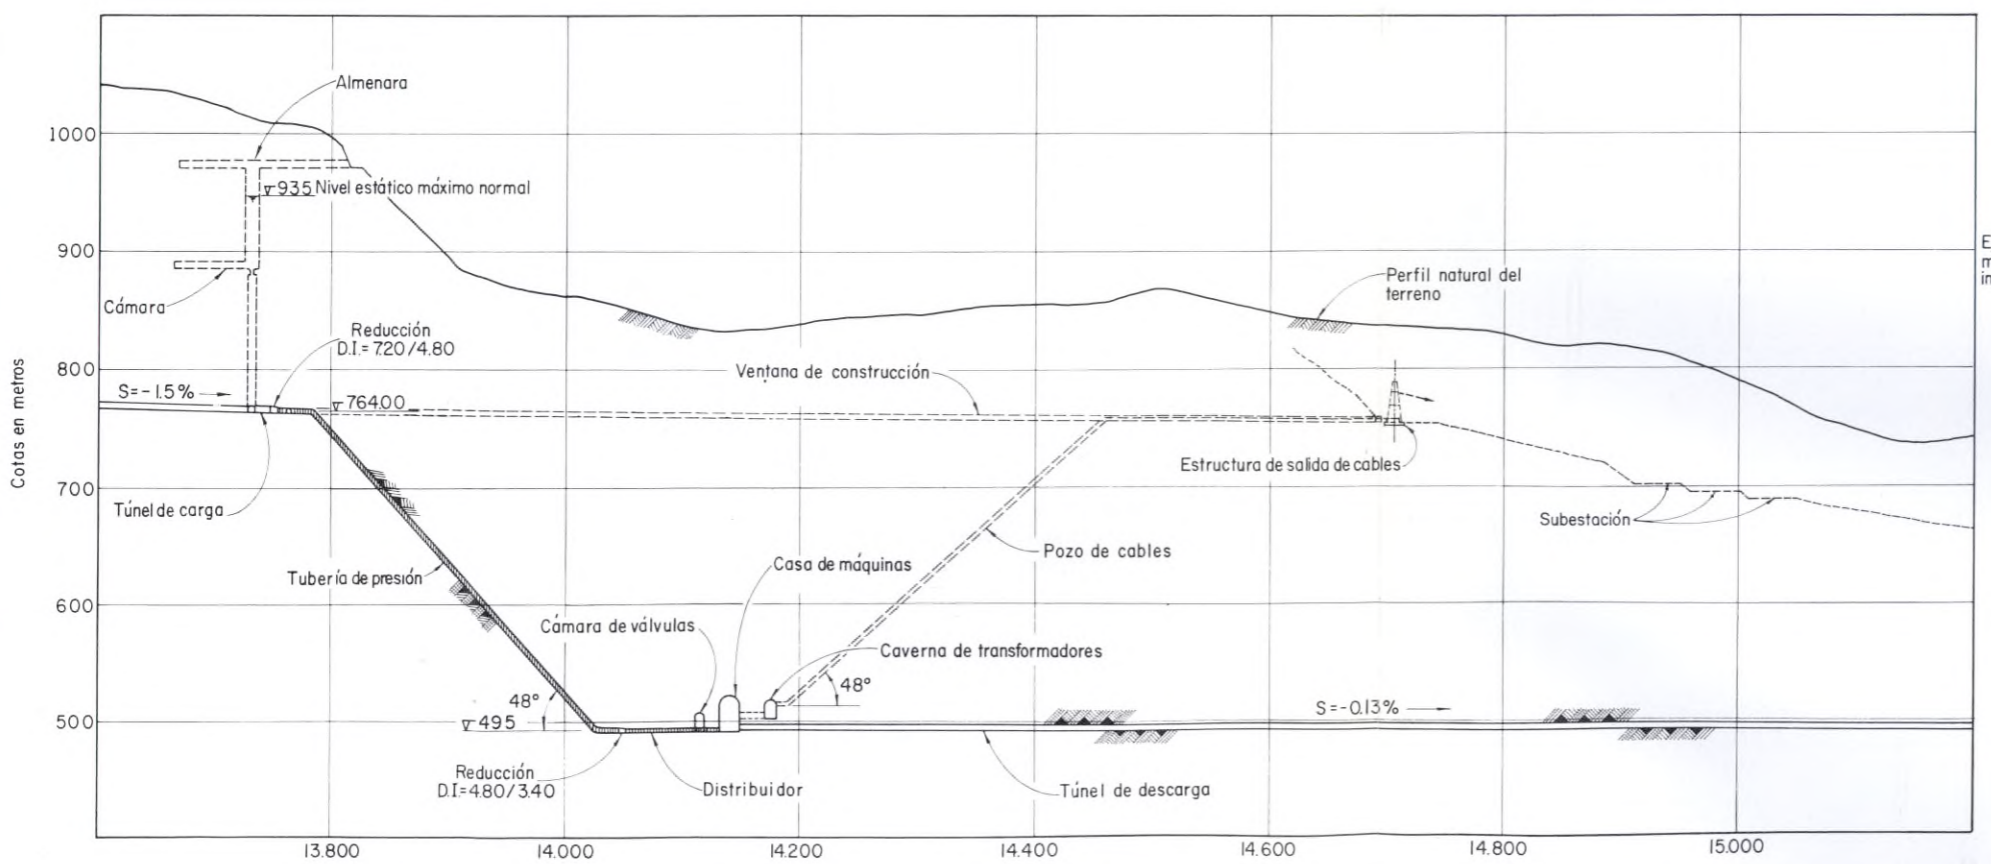 Almenara
1000
935 Nivel estático máximo normal
900
Cámara
Perfil natural del
terreno
Reducción
D.I.= 7.20/4.80
800
S=-1.5%
Ventana de construcción
764.00
Cotas en metros
Estructura de salida de cables
700
Túnel de carga
Subestación
Pozo de cables
Tubería de presión
Casa de máquinas
600
Cámara de válvulas
Caverna de transformadores
48°
48°
500
495
S=-0.13%
Reducción
D.I.=4.80/3.40
Distribuidor
Túnel de descarga
13.800
14.000
14.200
14.400
14.600
14.800
15.000